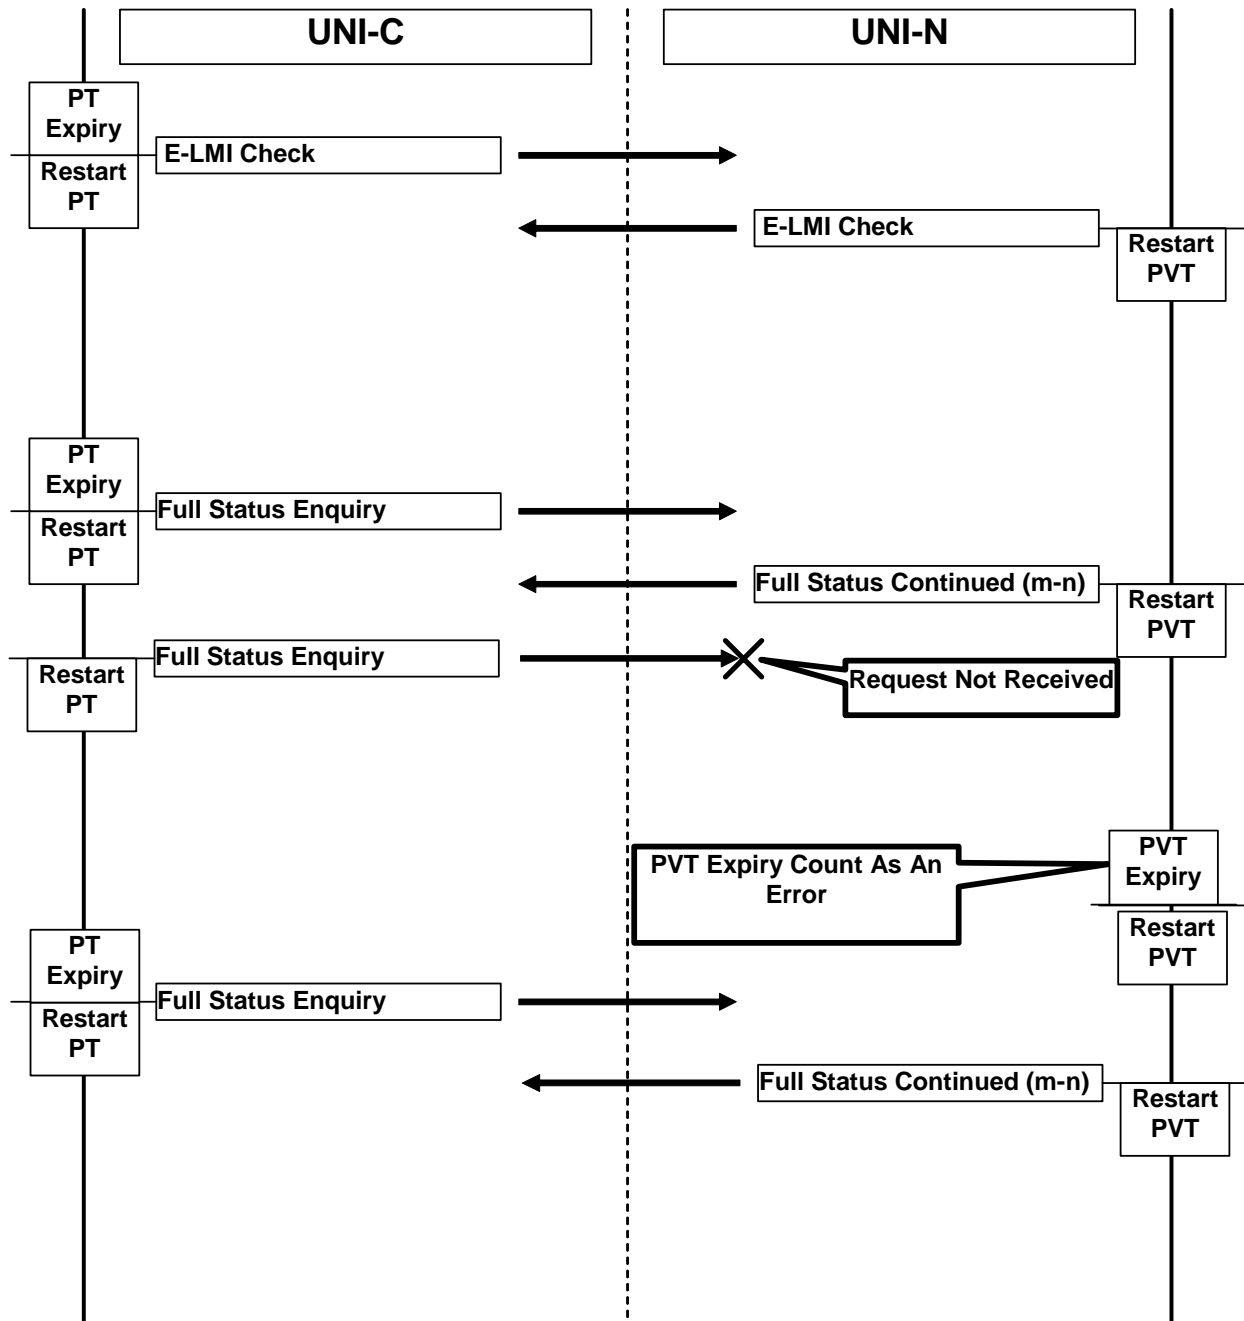 UNI-C
UNI-N
PT
Expiry
E-LMI Check
Restart
PT
E-LMI Check
Restart
PVT
PT
Expiry
Full Status Enquiry
Restart
PT
Full Status Continued (m-n)
Restart
PVT
Full Status Enquiry
Restart
PT
Request Not Received
PVT
Expiry
PVT Expiry Count As An
Error
Restart
PVT
PT
Expiry
Full Status Enquiry
Restart
PT
Full Status Continued (m-n)
Restart
PVT